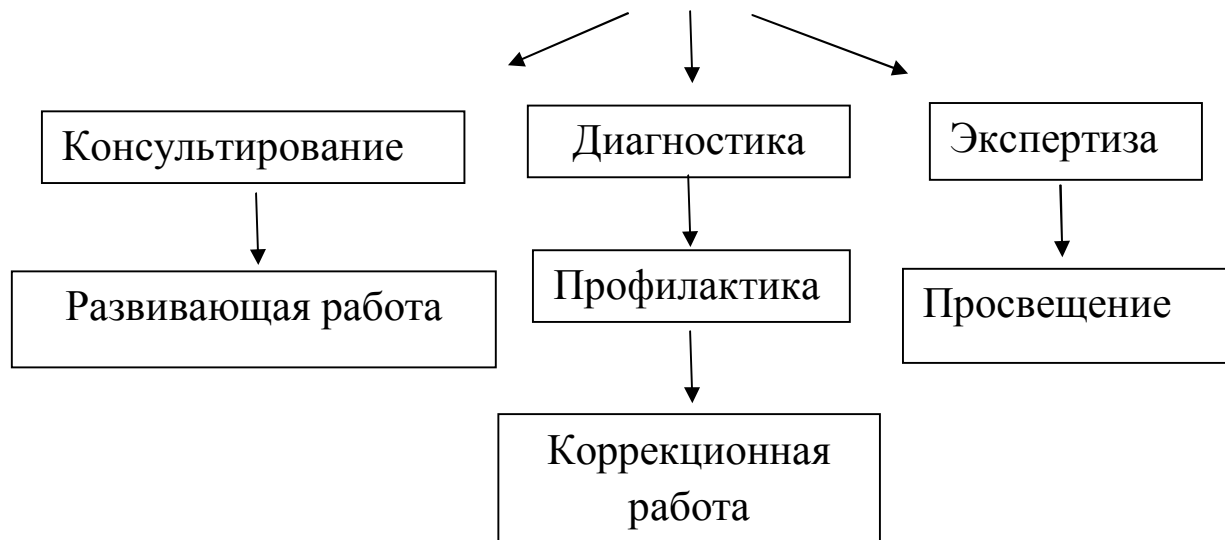 Консультирование
Диагностика
Экспертиза
Развивающая работа
Профилактика
Просвещение
Коррекционная
работа